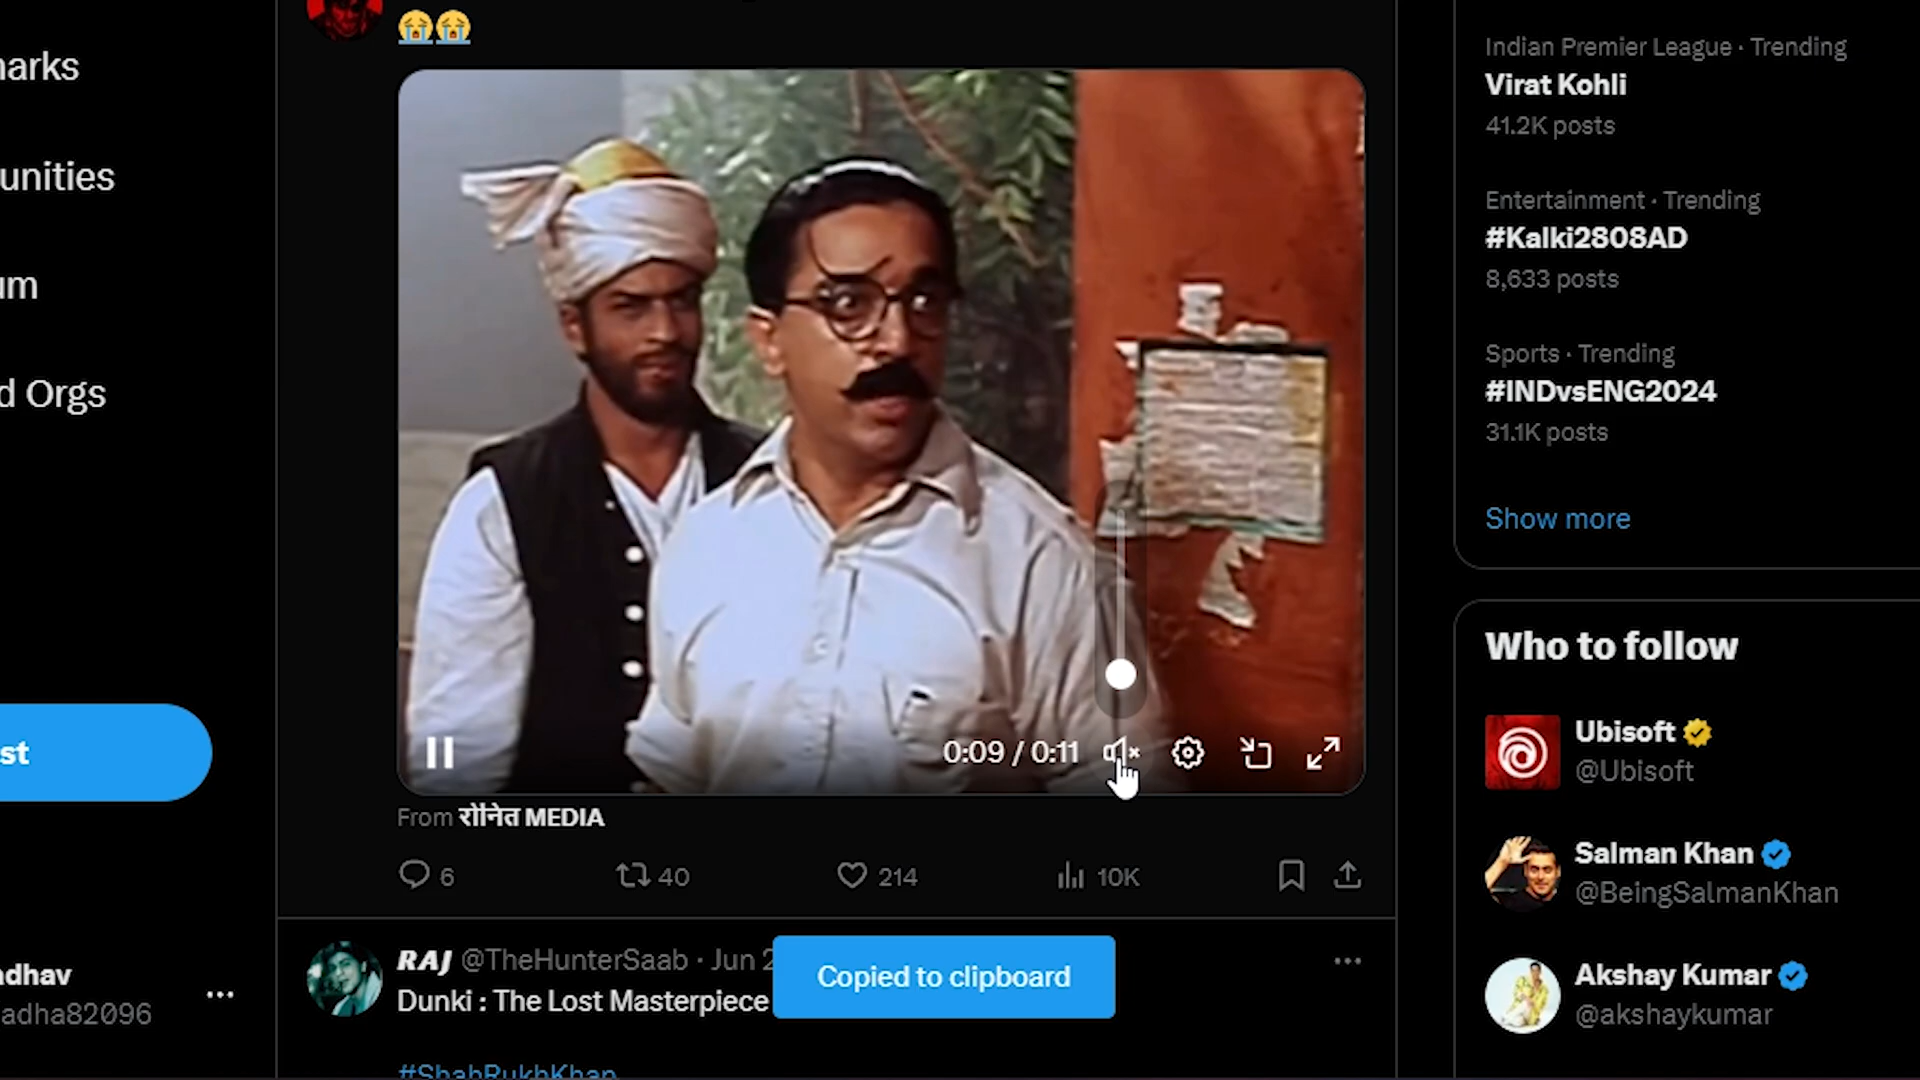 arks
unities
um
d Orgs
st
adhav
adha82096
😭😭
0:09 / 0:11
From रोनित MEDIA
6
40
214
10K
RAJ @TheHunterSaab · Jun 2
Dunki : The Lost Masterpiece
#ShahRukhKhan
Copied to clipboard
Indian Premier League · Trending
Virat Kohli
41.2K posts
Entertainment · Trending
#Kalki2808AD
8,633 posts
Sports · Trending
#INDvsENG2024
31.1K posts
Show more
Who to follow
Ubisoft
@Ubisoft
Salman Khan
@BeingSalmanKhan
Akshay Kumar
@akshaykumar